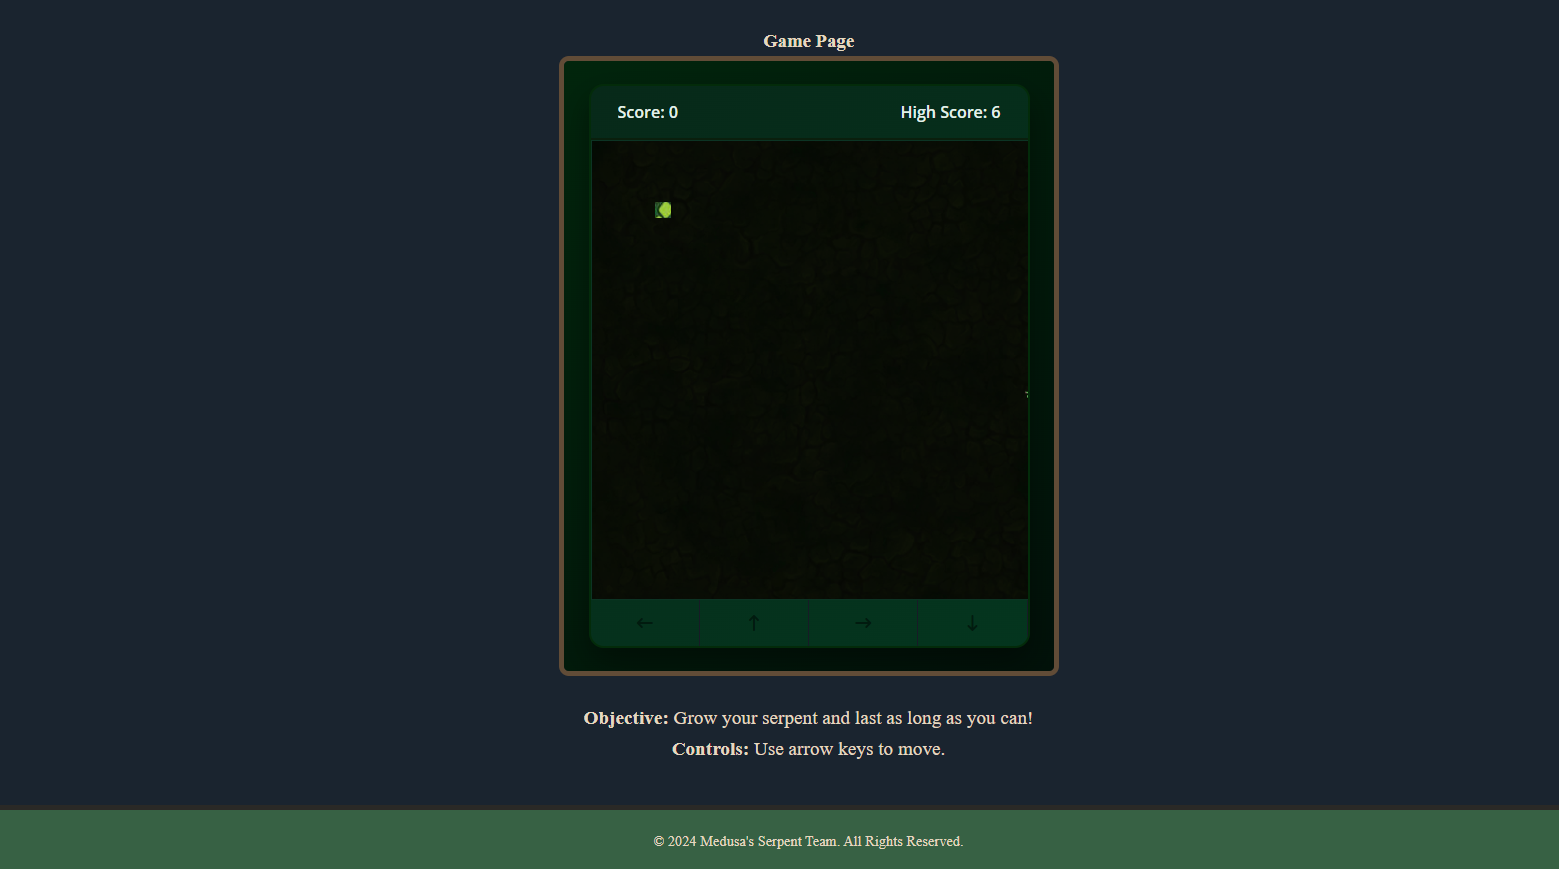 Game Page
Score: 0 High Score: 6
← ↑ → ↓
Objective: Grow your serpent and last as long as you can!
Controls: Use arrow keys to move.
© 2024 Medusa's Serpent Team. All Rights Reserved.